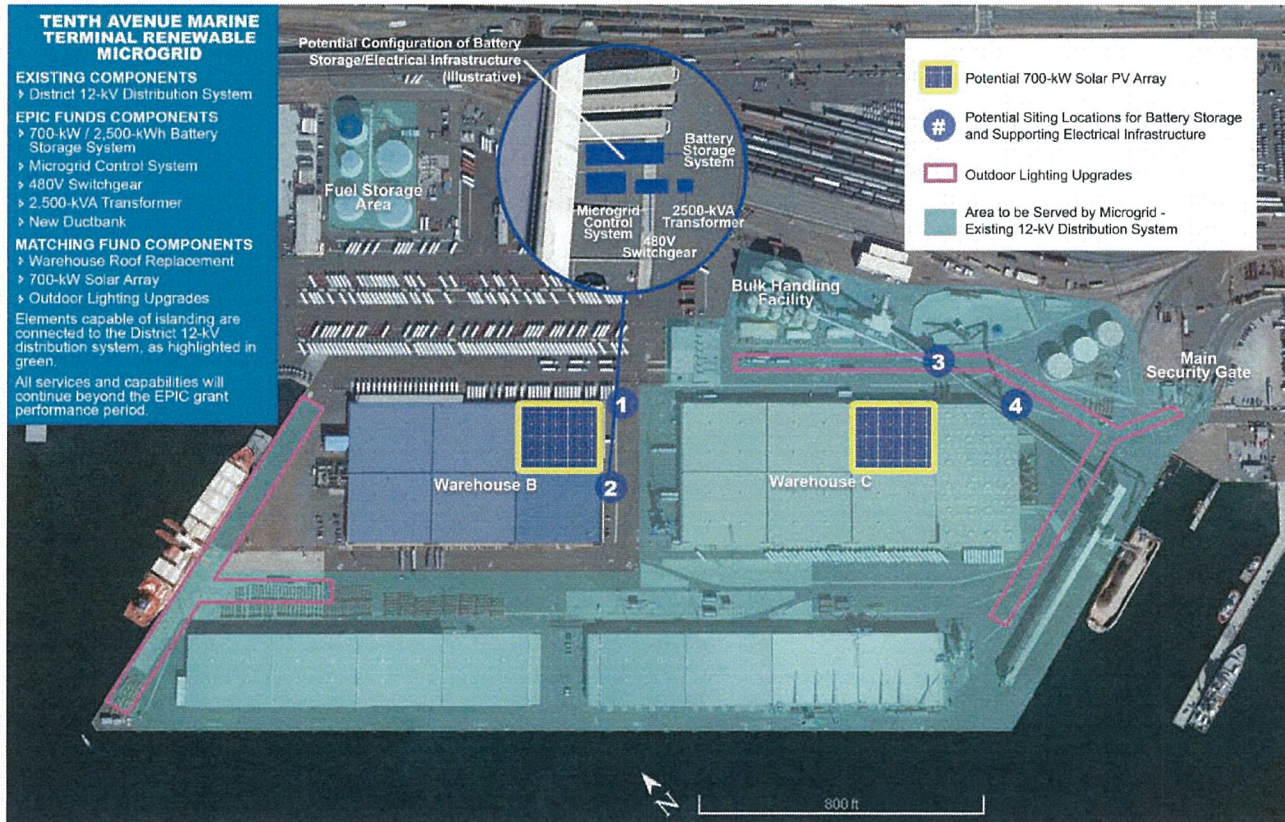 TENTH AVENUE MARINE
TERMINAL RENEWABLE
MICROGRID
EXISTING COMPONENTS
District 12-kV Distribution System
EPIC FUNDS COMPONENTS
700-kW / 2,500-kWh Battery
Storage System
Microgrid Control System
480V Switchgear
2,500-kVA Transformer
New Ductbank
MATCHING FUND COMPONENTS
Warehouse Roof Replacement
700-kW Solar Array
Outdoor Lighting Upgrades
Elements capable of islanding are
connected to the District 12-kV
distribution system, as highlighted in
green.
All services and capabilities will
continue beyond the EPIC grant
performance period.
Potential Configuration of Battery
Storage/Electrical Infrastructure
(Illustrative)
Battery
Storage
System
Microgrid
Control
System
480V
Switchgear
2500-kVA
Transformer
Fuel Storage
Area
Potential 700-kW Solar PV Array
#
Potential Siting Locations for Battery Storage
and Supporting Electrical Infrastructure
Outdoor Lighting Upgrades
Area to be Served by Microgrid -
Existing 12-kV Distribution System
Bulk Handling
Facility
Main
Security Gate
1
2
3
4
Warehouse B
Warehouse C
N
800 ft